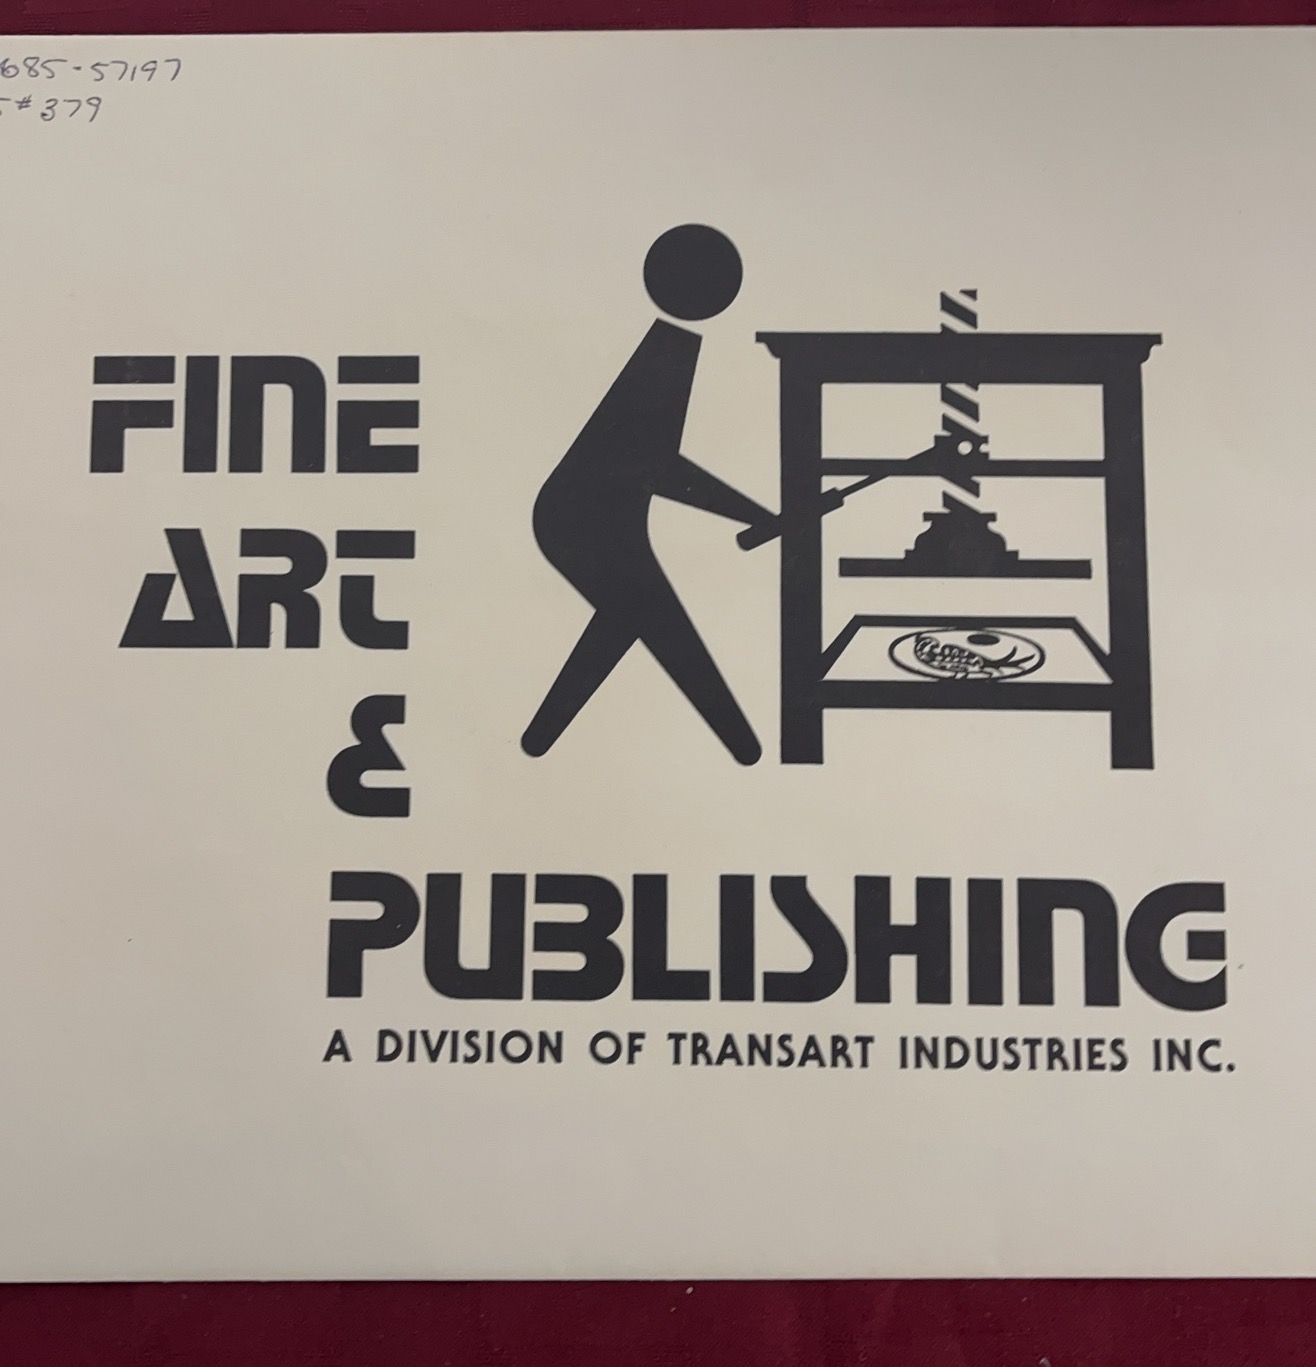 685-57197
#379
FINE
ART
&
PUBLISHING
A DIVISION OF TRANSART INDUSTRIES INC.